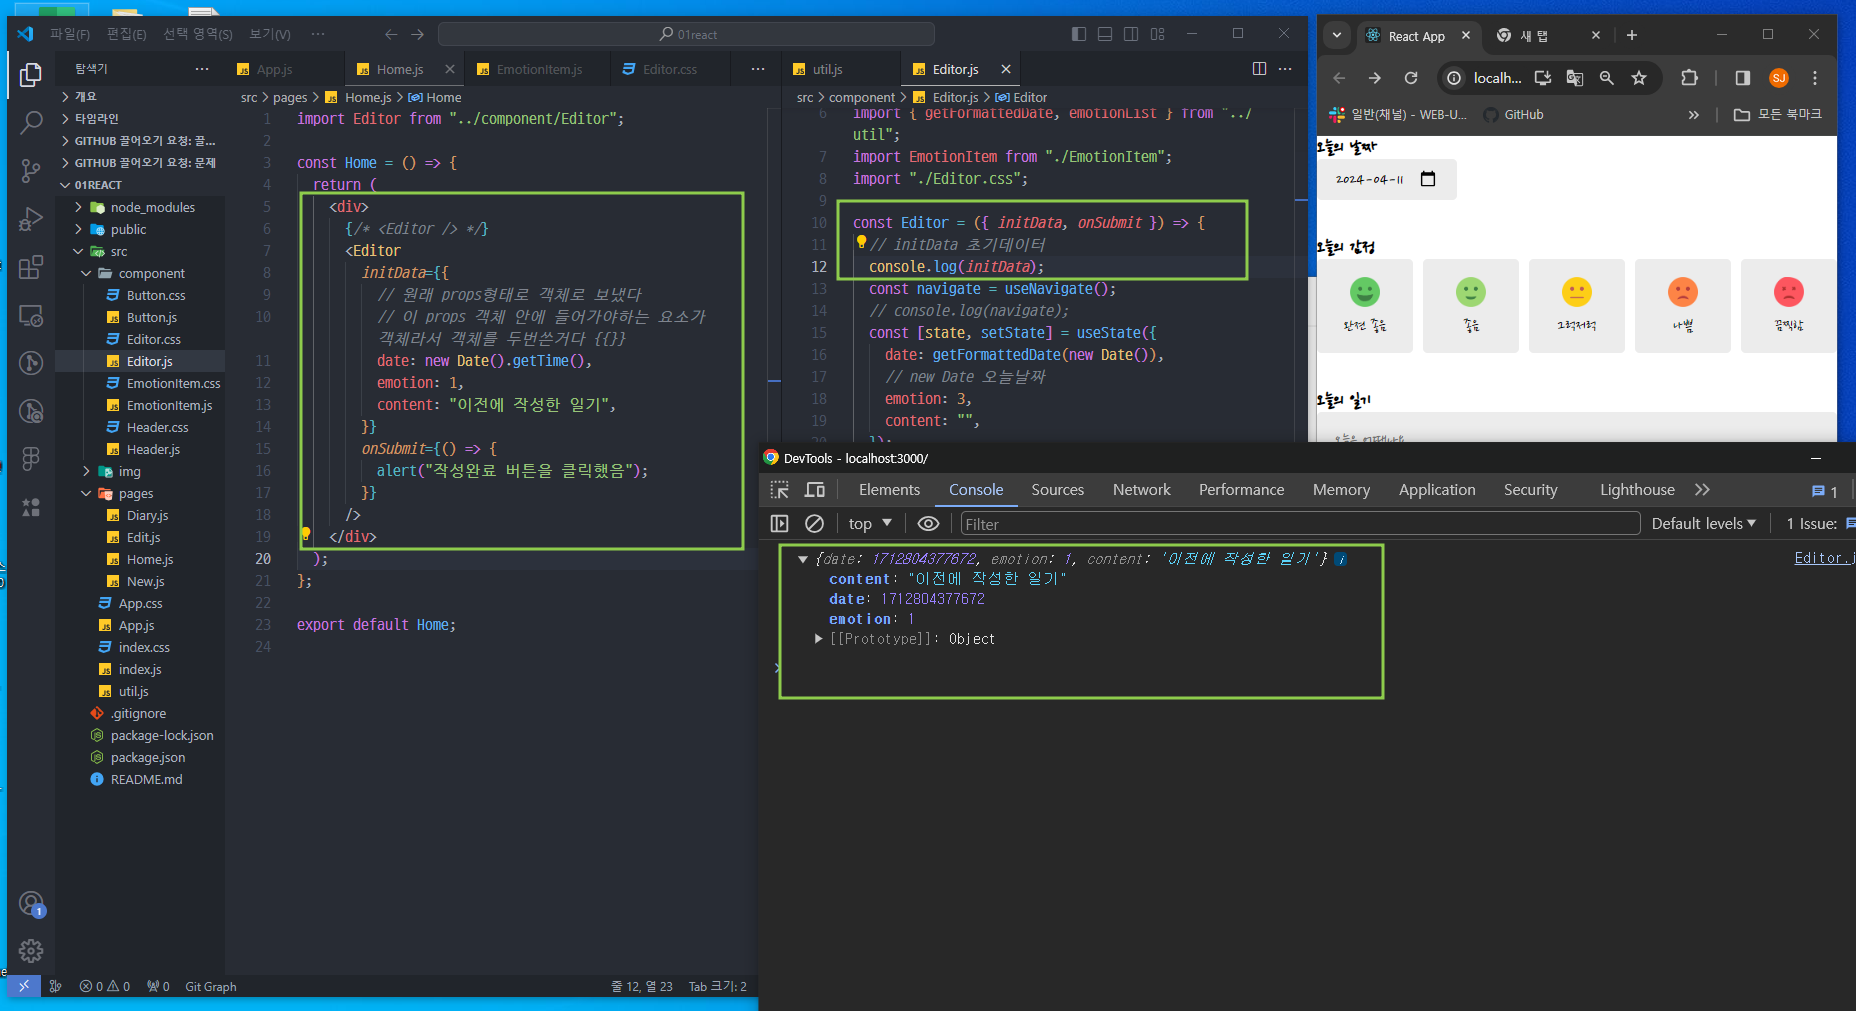 파일(F) 편집(E) 선택 영역(S) 보기(V) ··· 01react
탐색기 ···
개요
타임라인
GITHUB 끌어오기 요청: 끌...
GITHUB 끌어오기 요청: 문제
01REACT
node_modules
public
src
component
Button.css
Button.js
Editor.css
Editor.js
EmotionItem.css
EmotionItem.js
Header.css
Header.js
img
pages
Diary.js
Edit.js
Home.js
New.js
App.css
App.js
index.css
index.js
util.js
.gitignore
package-lock.json
package.json
README.md
App.js Home.js EmotionItem.js Editor.css ···
src > pages > Home.js > Home
1 import Editor from "../component/Editor";
2
3 const Home = () => {
4 return (
5 <div>
6 {/* <Editor /> */}
7 <Editor
8 initData={{
9 // 원래 props형태로 객체로 보냈다
10 // 이 props 객체 안에 들어가야하는 요소가
객체라서 객체를 두번쓴거다 {{}}
11 date: new Date().getTime(),
12 emotion: 1,
13 content: "이전에 작성한 일기",
14 }}
15 onSubmit={() => {
16 alert("작성완료 버튼을 클릭했음");
17 }}
18 />
19 </div>
20 );
21 };
22
23 export default Home;
24
util.js Editor.js ···
src > component > Editor.js > Editor
6 import { getFormattedDate, emotionList } from "../
util";
7 import EmotionItem from "./EmotionItem";
8 import "./Editor.css";
9
10 const Editor = ({ initData, onSubmit }) => {
11 // initData 초기데이터
12 console.log(initData);
13 const navigate = useNavigate();
14 // console.log(navigate);
15 const [state, setState] = useState({
16 date: getFormattedDate(new Date()),
17 // new Date 오늘날짜
18 emotion: 3,
19 content: "",
20 });
1
0 0 0 Git Graph 줄 12, 열 23 Tab 크기: 2
React App 새 탭
localh... SJ
일반(채널) - WEB-U... GitHub » 모든 북마크
오늘의 날짜
2024-04-11
오늘의 감정
완전 좋음 좋음 그럭저럭 나쁨 끔찍함
오늘의 일기
오늘은 어땠나요
DevTools - localhost:3000/
Elements Console Sources Network Performance Memory Application Security Lighthouse 1
top Filter Default levels 1 Issue:
{date: 1712804377672, emotion: 1, content: '이전에 작성한 일기'} i Editor.j
content: "이전에 작성한 일기"
date: 1712804377672
emotion: 1
[[Prototype]]: Object